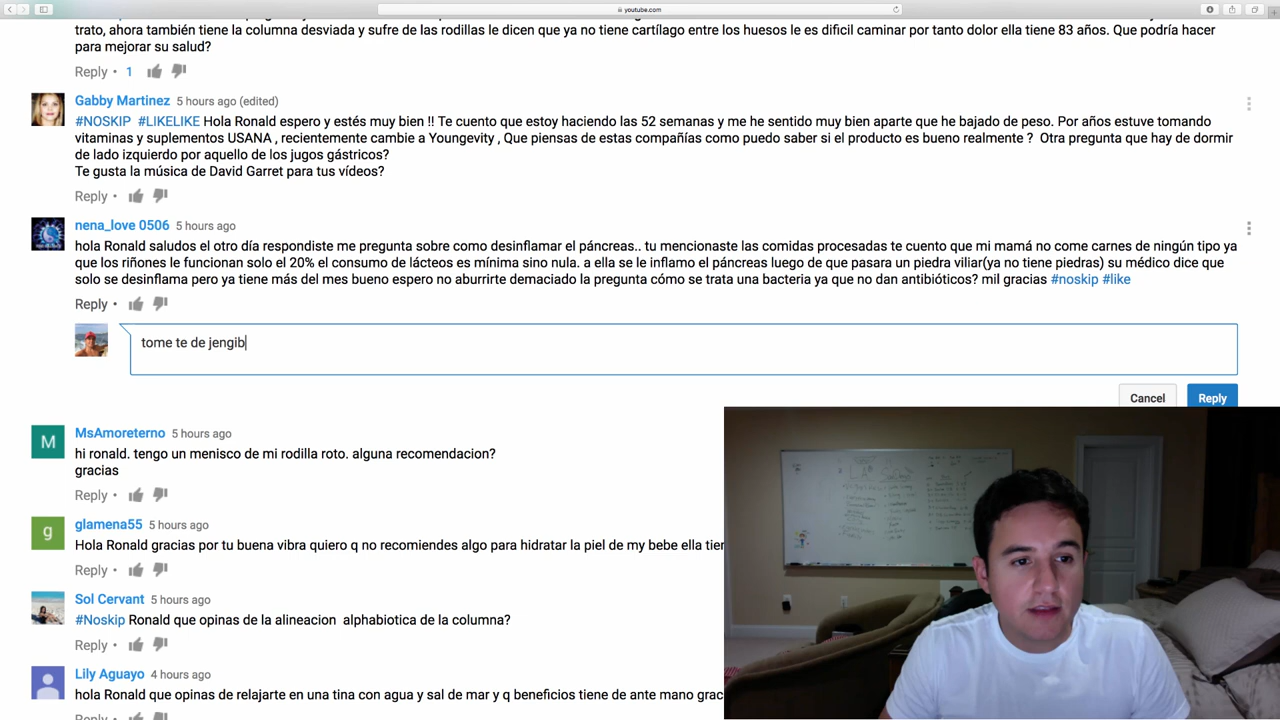 youtube.com
trato, ahora también tiene la columna desviada y sufre de las rodillas le dicen que ya no tiene cartílago entre los huesos le es dificil caminar por tanto dolor ella tiene 83 años. Que podría hacer
para mejorar su salud?
Reply • 1
Gabby Martinez 5 hours ago (edited)
#NOSKIP #LIKELIKE Hola Ronald espero y estés muy bien !! Te cuento que estoy haciendo las 52 semanas y me he sentido muy bien aparte que he bajado de peso. Por años estuve tomando
vitaminas y suplementos USANA , recientemente cambie a Youngevity , Que piensas de estas compañías como puedo saber si el producto es bueno realmente ? Otra pregunta que hay de dormir
de lado izquierdo por aquello de los jugos gástricos?
Te gusta la música de David Garret para tus vídeos?
Reply •
nena_love 0506 5 hours ago
hola Ronald saludos el otro día respondiste me pregunta sobre como desinflamar el páncreas.. tu mencionaste las comidas procesadas te cuento que mi mamá no come carnes de ningún tipo ya
que los riñones le funcionan solo el 20% el consumo de lácteos es mínima sino nula. a ella se le inflamo el páncreas luego de que pasara un piedra viliar(ya no tiene piedras) su médico dice que
solo se desinflama pero ya tiene más del mes bueno espero no aburrirte demaciado la pregunta cómo se trata una bacteria ya que no dan antibióticos? mil gracias #noskip #like
Reply •
tome te de jengib
Cancel Reply
M MsAmoreterno 5 hours ago
hi ronald. tengo un menisco de mi rodilla roto. alguna recomendacion?
gracias
Reply •
g glamena55 5 hours ago
Hola Ronald gracias por tu buena vibra quiero q no recomiendes algo para hidratar la piel de my bebe ella tien
Reply •
Sol Cervant 5 hours ago
#Noskip Ronald que opinas de la alineacion alphabiotica de la columna?
Reply •
Lily Aguayo 4 hours ago
hola Ronald que opinas de relajarte en una tina con agua y sal de mar y q beneficios tiene de ante mano grac
Reply •